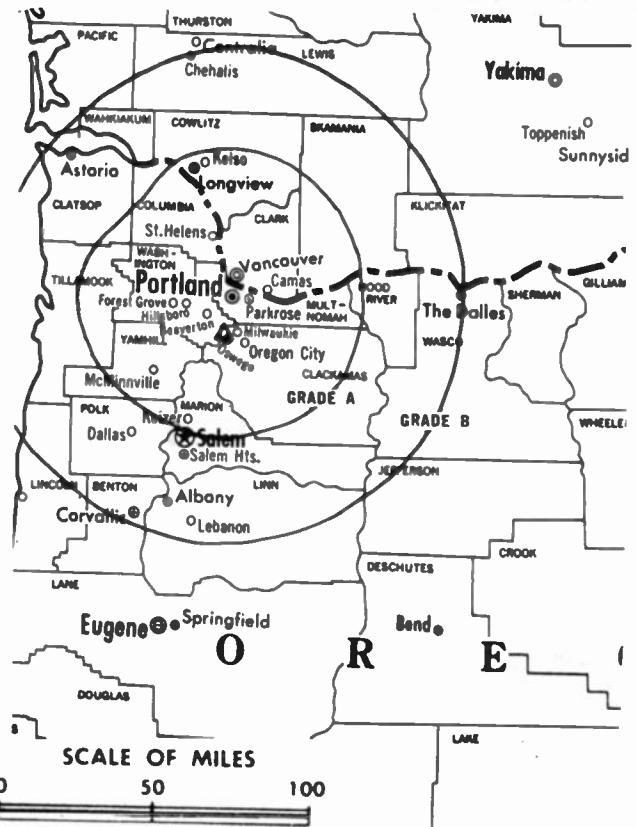 THURSTON
YAKIMA
PACIFIC
Centralia
LEWIS
Chehalis
Yakima
WAHKIAKUM
COWLITZ
SKAMANIA
Toppenish
Sunnysid
Kelso
Astoria
Longview
CLATSOP
COLUMBIA
CLARK
KLICKITAT
St.Helens
WASH-
INGTON
Vancouver
TILLAMOOK
Portland
Camas
HOOD
RIVER
SHERMAN
GILLIAM
Forest Grove
Parkrose
MULT-
NOMAH
The Dalles
Hillsboro
Beaverton
Milwaukie
YAMHILL
Oswego
Oregon City
WASCO
McMinnville
CLACKAMAS
GRADE A
POLK
MARION
GRADE B
Keizer
WHEELE
Dallas
Salem
Salem Hts.
JEFFERSON
LINCOLN
BENTON
LINN
Albany
Corvallis
Lebanon
CROOK
DESCHUTES
LANE
Eugene
Springfield
Bend
O R E
DOUGLAS
S
LAKE
SCALE OF MILES
0 50 100